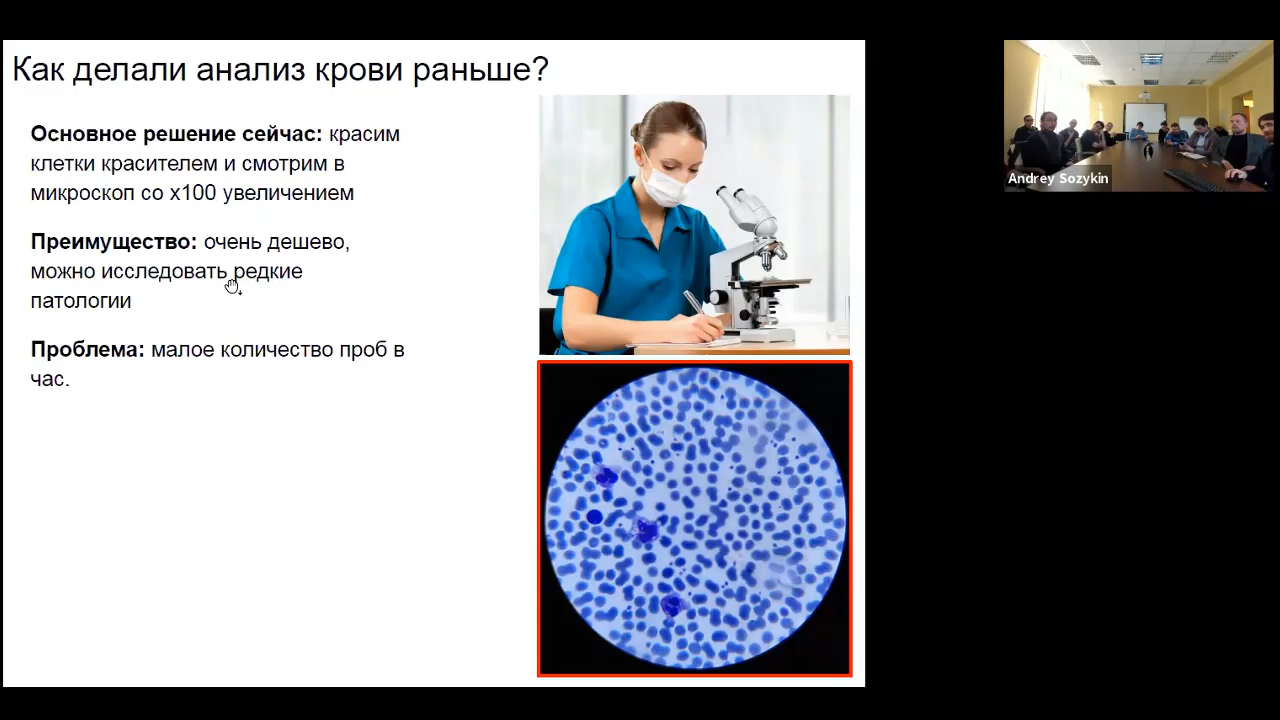 Как делали анализ крови раньше?
Основное решение сейчас: красим
клетки красителем и смотрим в
микроскоп со x100 увеличением
Преимущество: очень дешево,
можно исследовать редкие
патологии
Проблема: малое количество проб в
час.
Andrey Sozykin